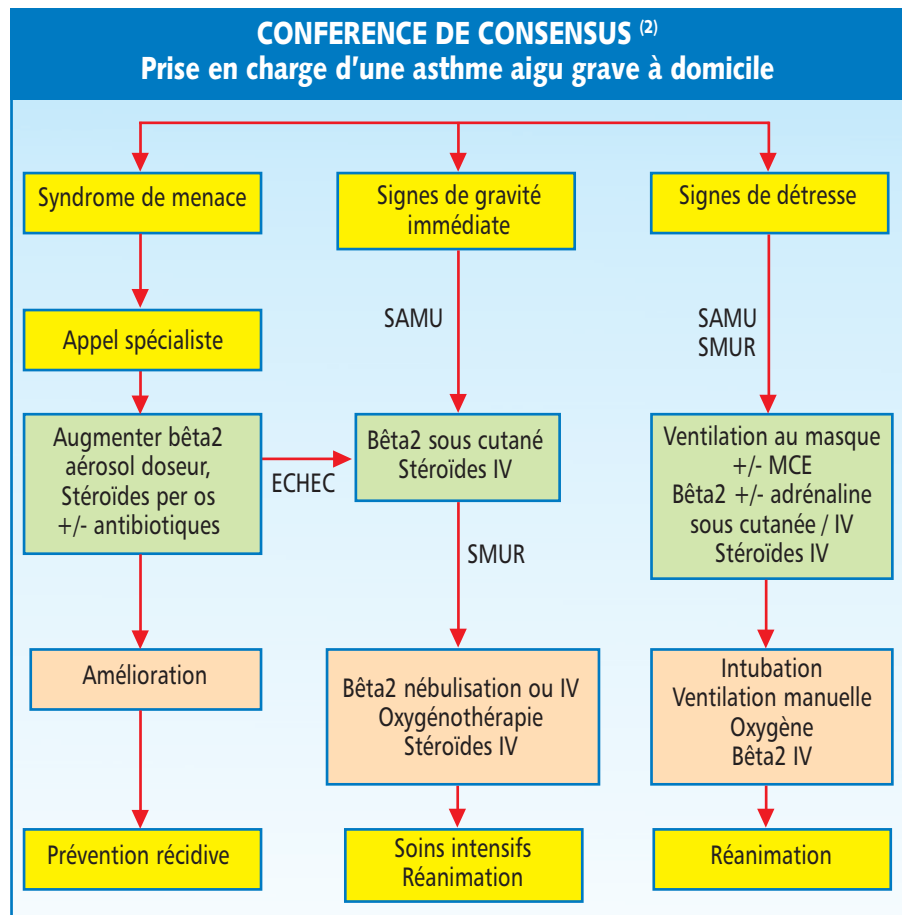 CONFERENCE DE CONSENSUS (2)
Prise en charge d'une asthme aigu grave à domicile
Syndrome de menace
Signes de gravité
immédiate
Signes de détresse
SAMU
SAMU
SMUR
Appel spécialiste
Augmenter bêta2
aérosol doseur,
Stéroïdes per os
+/- antibiotiques
ECHEC
Bêta2 sous cutané
Stéroïdes IV
Ventilation au masque
+/- MCE
Bêta2 +/- adrénaline
sous cutanée / IV
Stéroïdes IV
SMUR
Amélioration
Bêta2 nébulisation ou IV
Oxygénothérapie
Stéroïdes IV
Intubation
Ventilation manuelle
Oxygène
Bêta2 IV
Prévention récidive
Soins intensifs
Réanimation
Réanimation